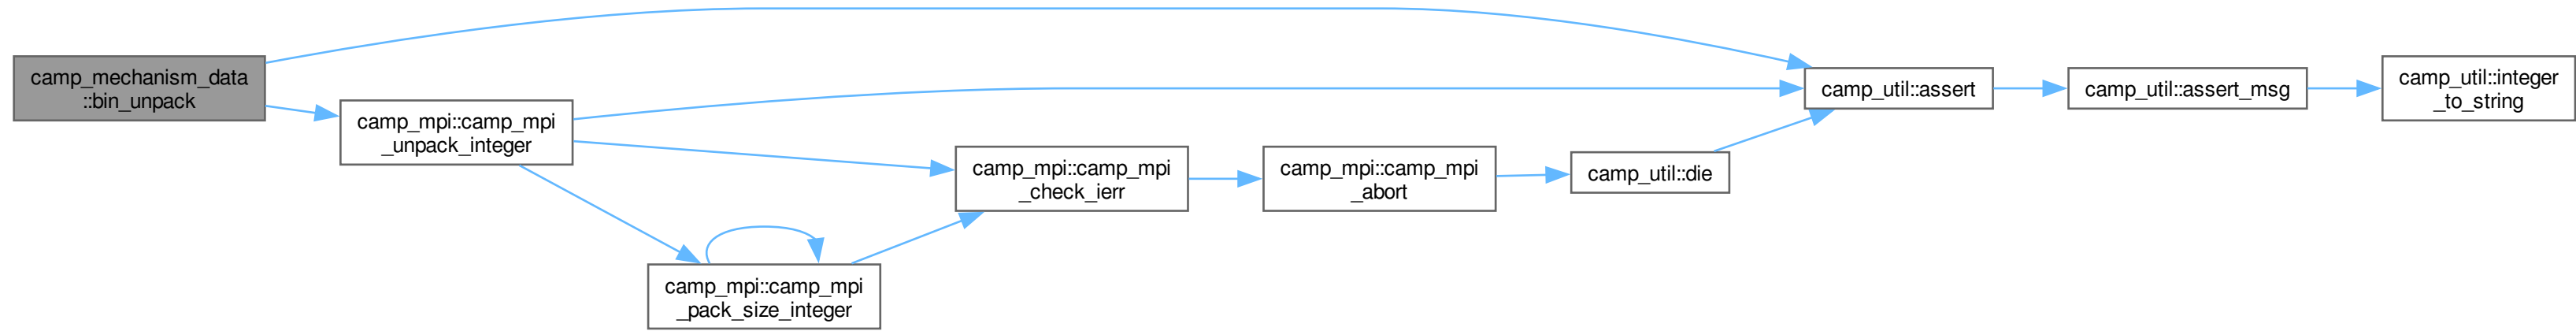 camp_mechanism_data
::bin_unpack
camp_mpi::camp_mpi
_unpack_integer
camp_mpi::camp_mpi
_pack_size_integer
camp_mpi::camp_mpi
_check_ierr
camp_mpi::camp_mpi
_abort
camp_util::die
camp_util::assert
camp_util::assert_msg
camp_util::integer
_to_string